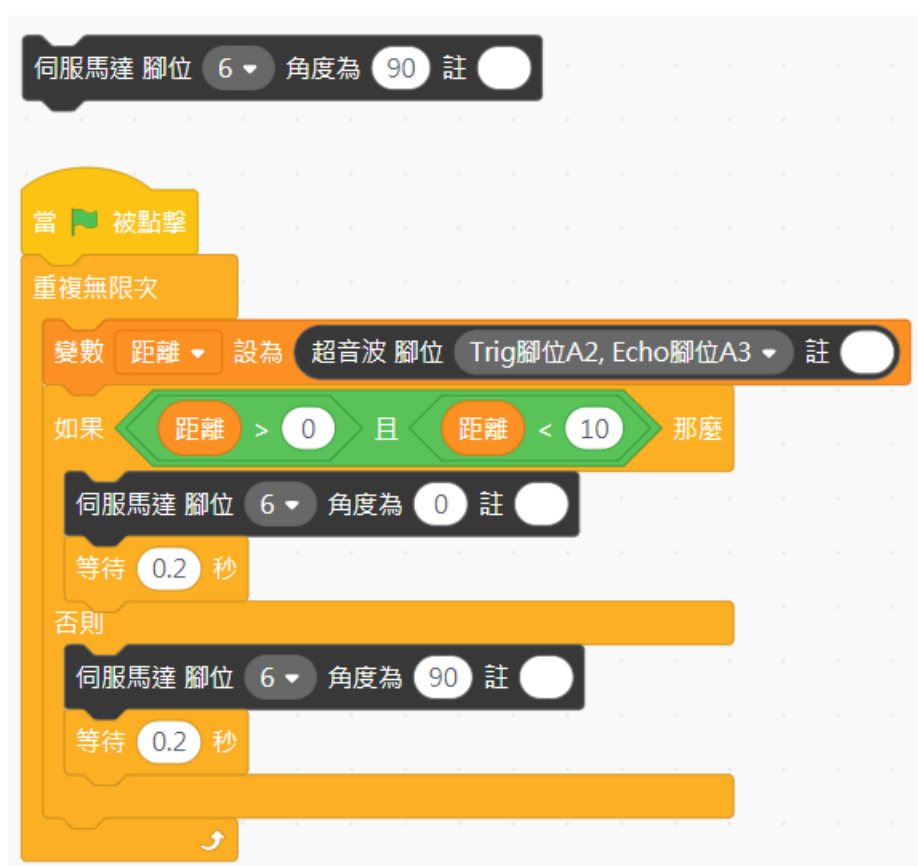 伺服馬達 腳位 6 角度為 90 註
當 被點擊
重複無限次
變數 距離 設為 超音波 腳位 Trig腳位A2, Echo腳位A3 註
如果 距離 > 0 且 距離 < 10 那麼
伺服馬達 腳位 6 角度為 0 註
等待 0.2 秒
否則
伺服馬達 腳位 6 角度為 90 註
等待 0.2 秒